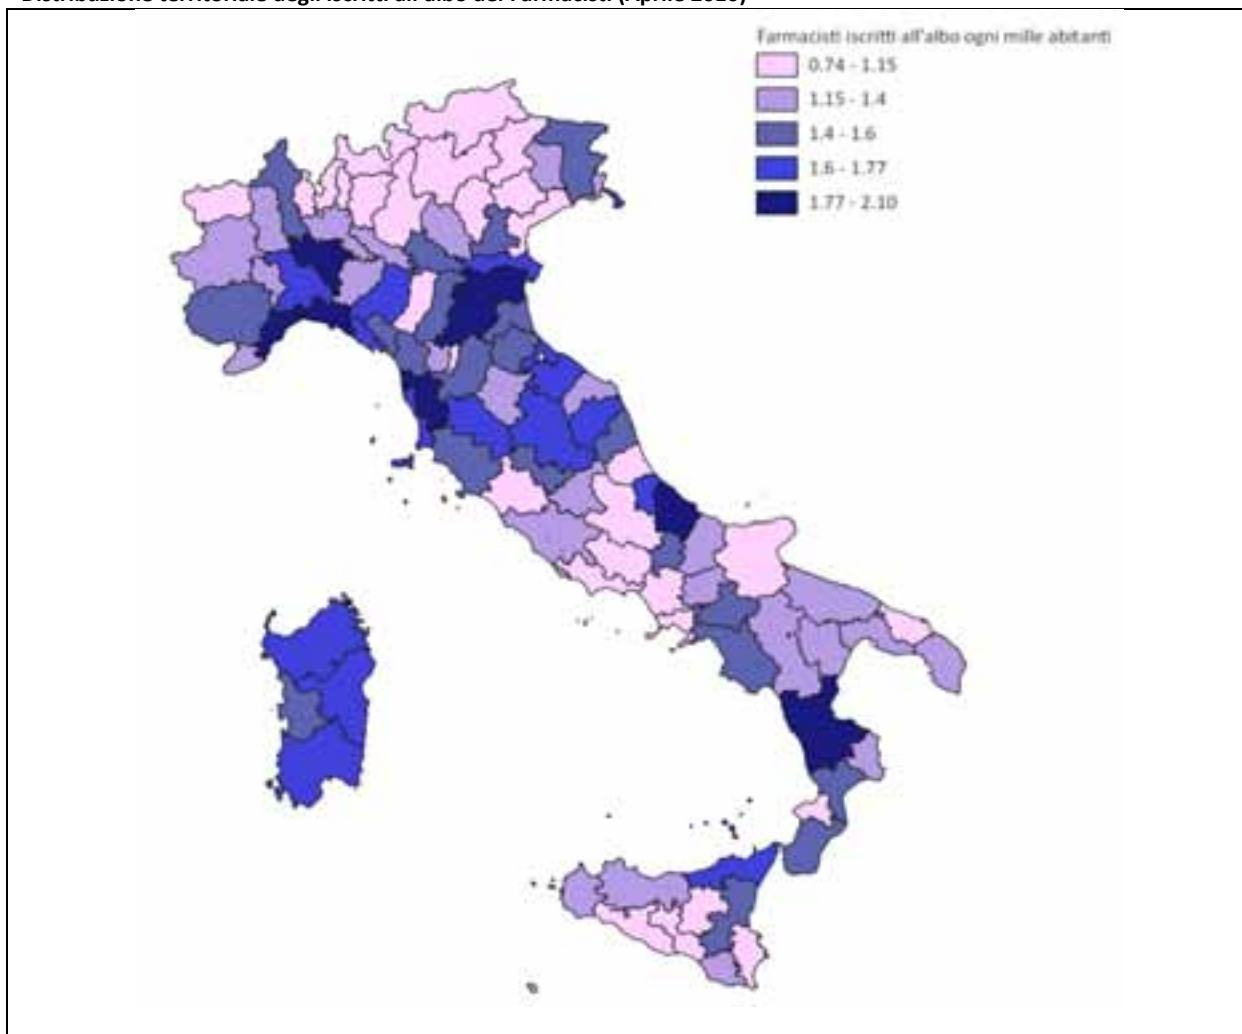 Distribuzione territoriale degli iscritti all'albo dei Farmacisti (Aprile
Farmacisti iscritti all'albo ogni mille abitanti
0.74 - 1.15
1.15 - 1.4
1.4 - 1.6
1.6 - 1.77
1.77 - 2.10